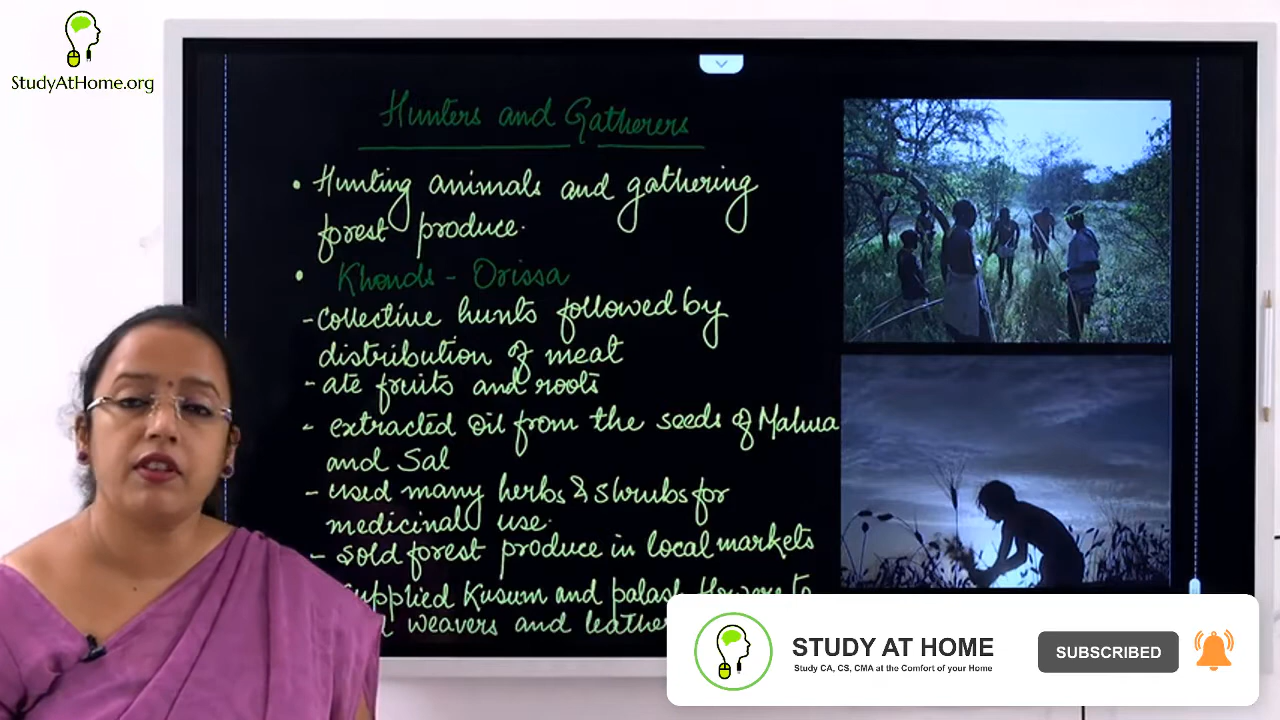 StudyAtHome.org
Hunters and Gatherers
• Hunting animals and gathering
forest produce.
• Khonds - Orissa
- Collective hunts followed by
distribution of meat
- ate fruits and roots
- extracted oil from the seeds of Mahua
and Sal
- used many herbs & shrubs for
medicinal use.
- sold forest produce in local markets
Supplied Kusum and palash flowers to
weavers and leather
STUDY AT HOME
Study CA, CS, CMA at the Comfort of your Home
SUBSCRIBED